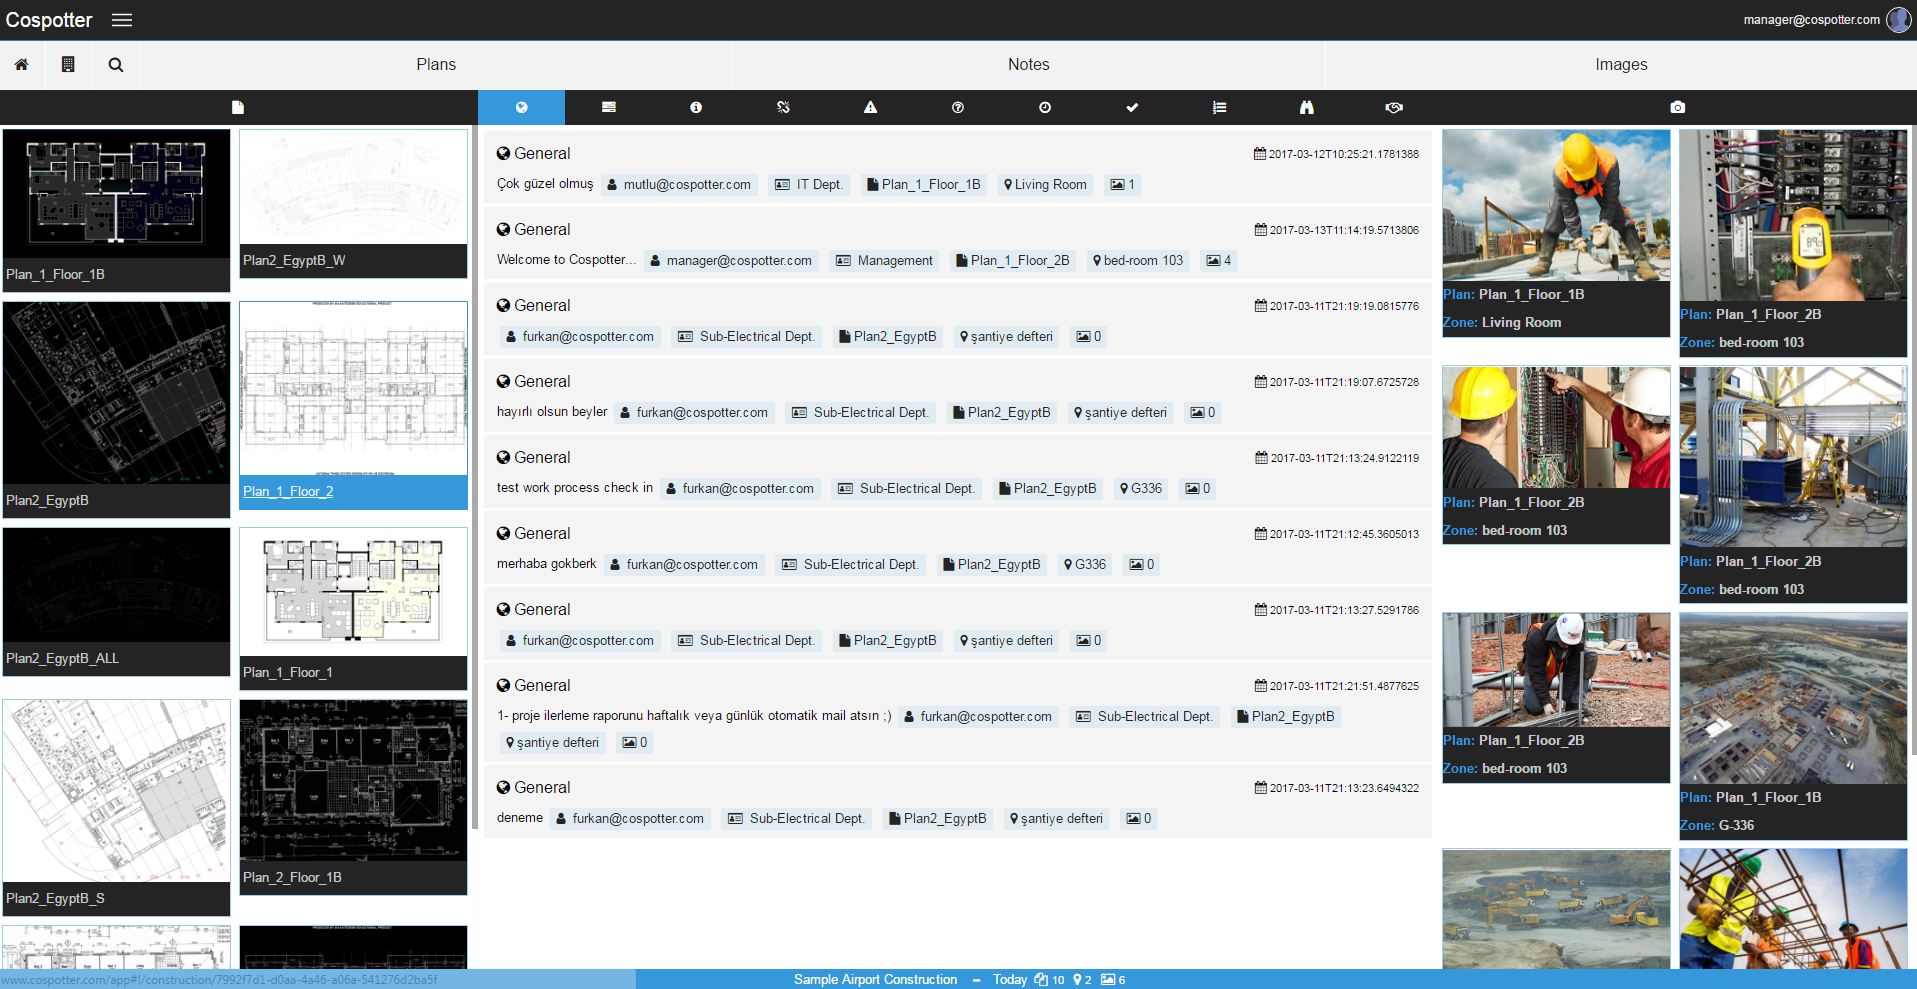 Cospotter
manager@cospotter.com
Plans
Notes
Images
Plan_1_Floor_1B
Plan2_EgyptB_W
Plan2_EgyptB
PRODUCED BY AN AUTODESK EDUCATIONAL PRODUCT
Plan_1_Floor_2
Plan2_EgyptB_ALL
Plan_1_Floor_1
Plan2_EgyptB_S
Plan_2_Floor_1B
PRODUCED BY AN AUTODESK EDUCATIONAL PRODUCT
General
2017-03-12T10:25:21.1781388
Çok güzel olmuş mutlu@cospotter.com IT Dept. Plan_1_Floor_1B Living Room 1
General
2017-03-13T11:14:19.5713806
Welcome to Cospotter... manager@cospotter.com Management Plan_1_Floor_2B bed-room 103 4
General
2017-03-11T21:19:19.0815776
furkan@cospotter.com Sub-Electrical Dept. Plan2_EgyptB şantiye defteri 0
General
2017-03-11T21:19:07.6725728
hayırlı olsun beyler furkan@cospotter.com Sub-Electrical Dept. Plan2_EgyptB şantiye defteri 0
General
2017-03-11T21:13:24.9122119
test work process check in furkan@cospotter.com Sub-Electrical Dept. Plan2_EgyptB G336 0
General
2017-03-11T21:12:45.3605013
merhaba gokberk furkan@cospotter.com Sub-Electrical Dept. Plan2_EgyptB G336 0
General
2017-03-11T21:13:27.5291786
furkan@cospotter.com Sub-Electrical Dept. Plan2_EgyptB şantiye defteri 0
General
2017-03-11T21:21:51.4877625
1- proje ilerleme raporunu haftalık veya günlük otomatik mail atsın ;) furkan@cospotter.com Sub-Electrical Dept. Plan2_EgyptB
şantiye defteri 0
General
2017-03-11T21:13:23.6494322
deneme furkan@cospotter.com Sub-Electrical Dept. Plan2_EgyptB şantiye defteri 0
Plan: Plan_1_Floor_1B
Zone: Living Room
Plan: Plan_1_Floor_2B
Zone: bed-room 103
Plan: Plan_1_Floor_2B
Zone: bed-room 103
Plan: Plan_1_Floor_2B
Zone: bed-room 103
Plan: Plan_1_Floor_2B
Zone: bed-room 103
Plan: Plan_1_Floor_1B
Zone: G-336
www.cospotter.com/app#!/construction/7992f7d1-d0aa-4a46-a06a-541276d2ba5f
Sample Airport Construction – Today 10 2 6